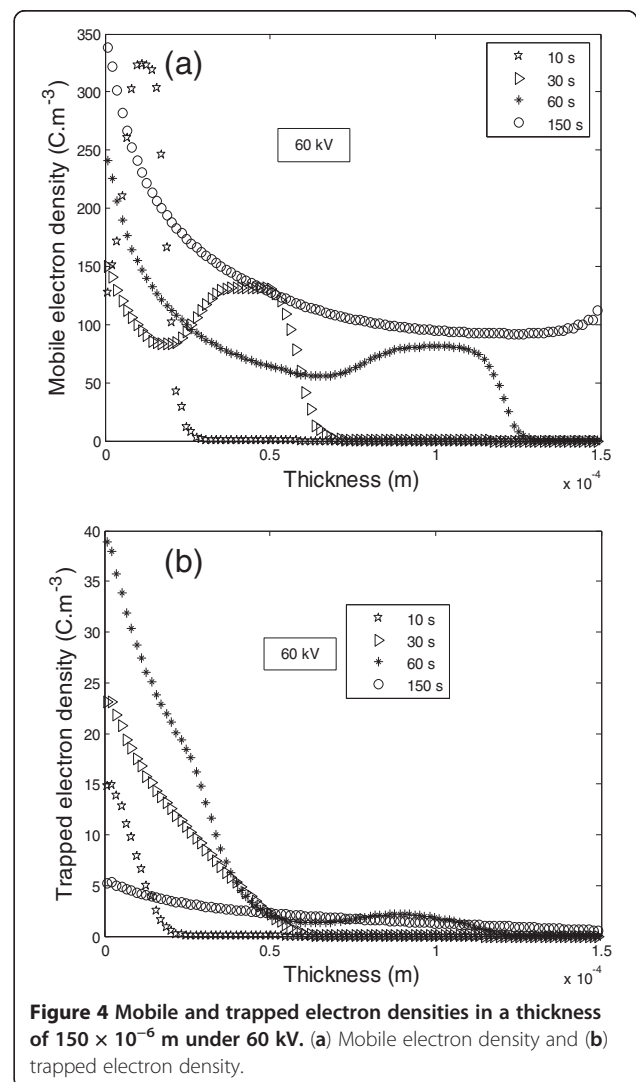 350
300
250
200
150
100
50
0
Mobile electron density (C.m-3)
(a)
60 kV
10 s
30 s
60 s
150 s
0 0.5 1 1.5
Thickness (m)
x 10-4
40
35
30
25
20
15
10
5
0
Trapped electron density (C.m-3)
(b)
60 kV
10 s
30 s
60 s
150 s
0 0.5 1 1.5
Thickness (m)
x 10-4
Figure 4 Mobile and trapped electron densities in a thickness
of 150 × 10−6 m under 60 kV. (a) Mobile electron density and (b)
trapped electron density.